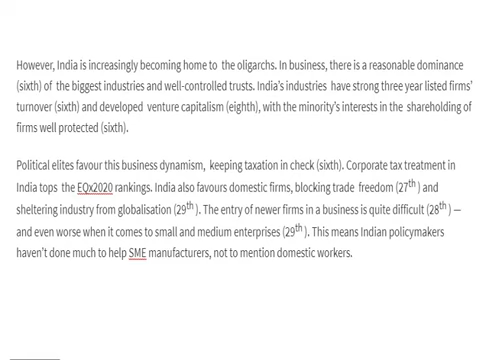 However, India is increasingly becoming home to the oligarchs. In business, there is a reasonable dominance
(sixth) of the biggest industries and well-controlled trusts. India's industries have strong three year listed firms'
turnover (sixth) and developed venture capitalism (eighth), with the minority's interests in the shareholding of
firms well protected (sixth).
Political elites favour this business dynamism, keeping taxation in check (sixth). Corporate tax treatment in
India tops the EQx2020 rankings. India also favours domestic firms, blocking trade freedom (27th) and
sheltering industry from globalisation (29th). The entry of newer firms in a business is quite difficult (28th) —
and even worse when it comes to small and medium enterprises (29th). This means Indian policymakers
haven't done much to help SME manufacturers, not to mention domestic workers.